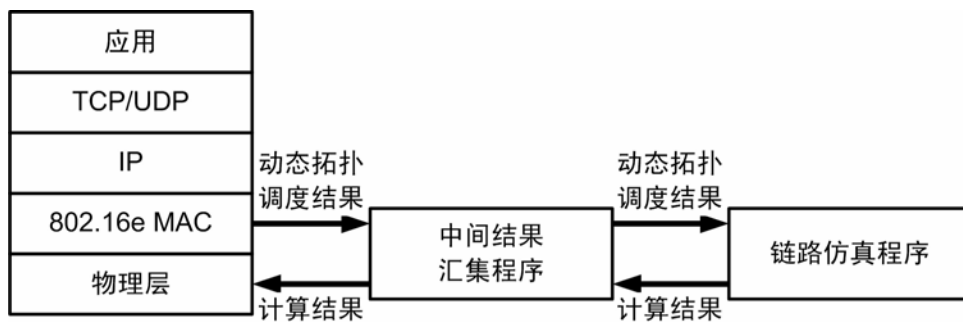 应用
TCP/UDP
IP
802.16e MAC
物理层
动态拓扑
调度结果
计算结果
中间结果
汇集程序
动态拓扑
调度结果
计算结果
链路仿真程序